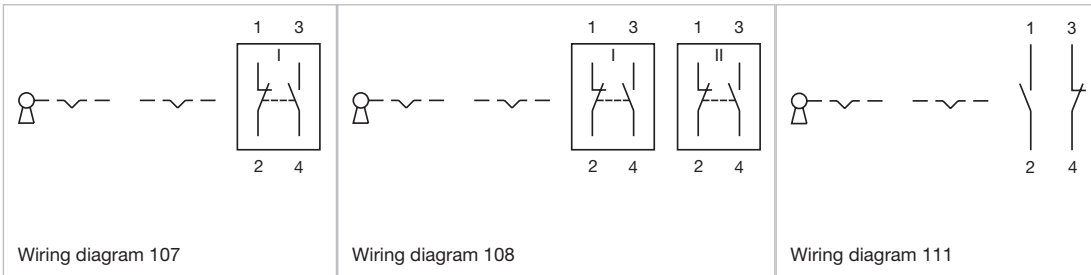 1 3
I
2 4
Wiring diagram 107
1 3
I
2 4
1 3
II
2 4
Wiring diagram 108
1 3
2 4
Wiring diagram 111